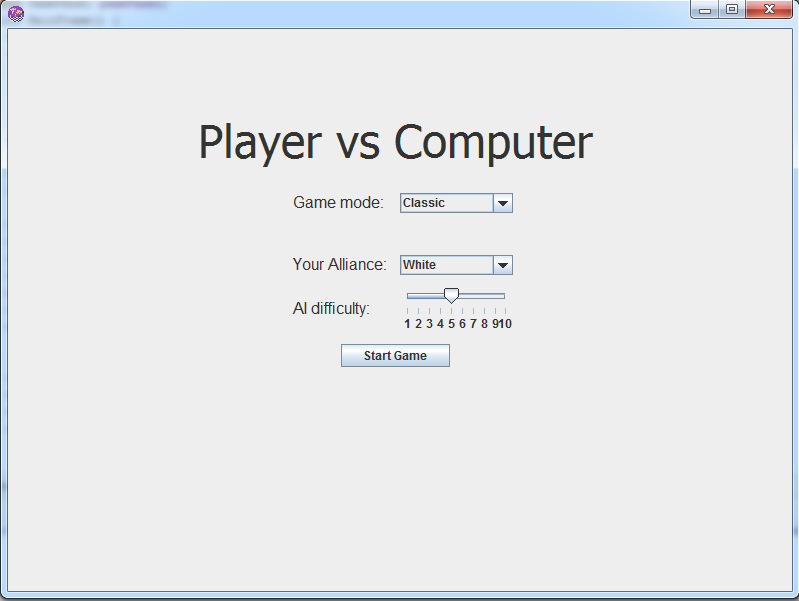 Player vs Computer
Game mode: Classic
Your Alliance: White
AI difficulty:
1 2 3 4 5 6 7 8 910
Start Game